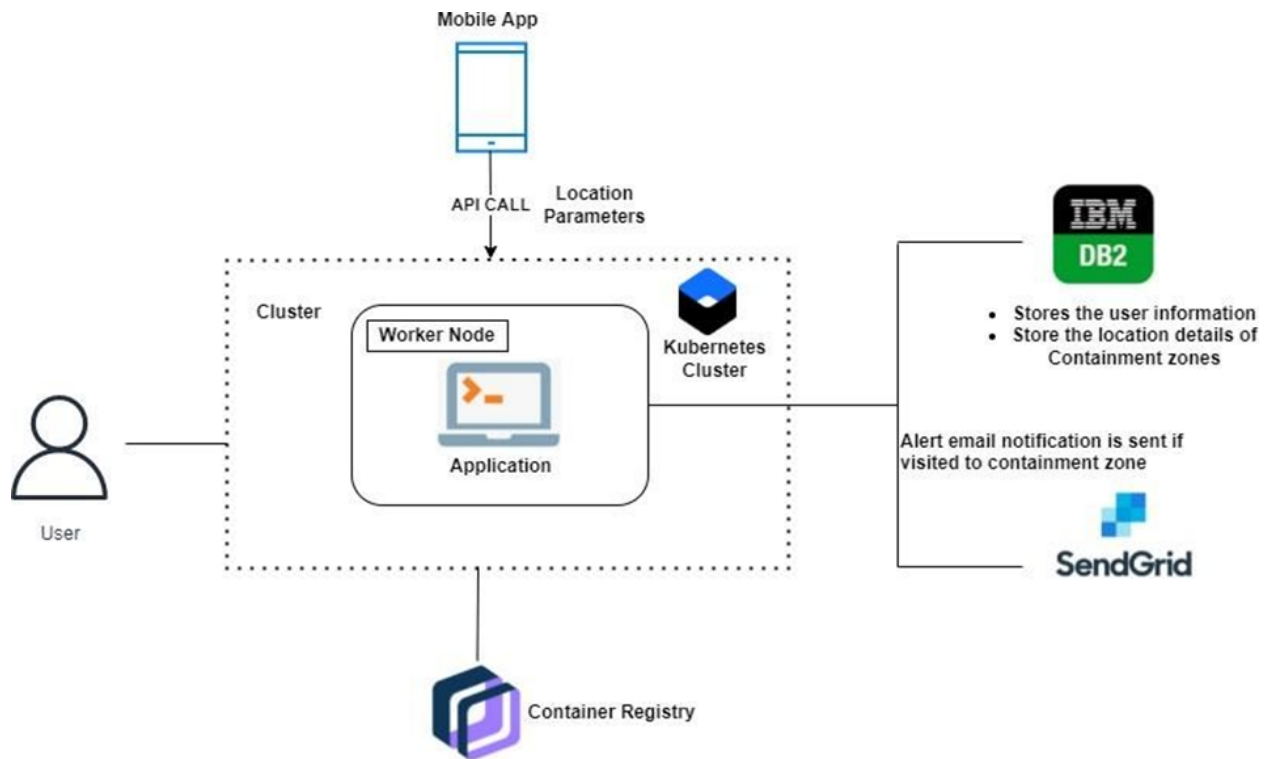 Mobile App
API CALL
Location
Parameters
Cluster
Worker Node
Application
Kubernetes
Cluster
User
IBM
DB2
• Stores the user information
• Store the location details of
Containment zones
Alert email notification is sent if
visited to containment zone
SendGrid
Container Registry